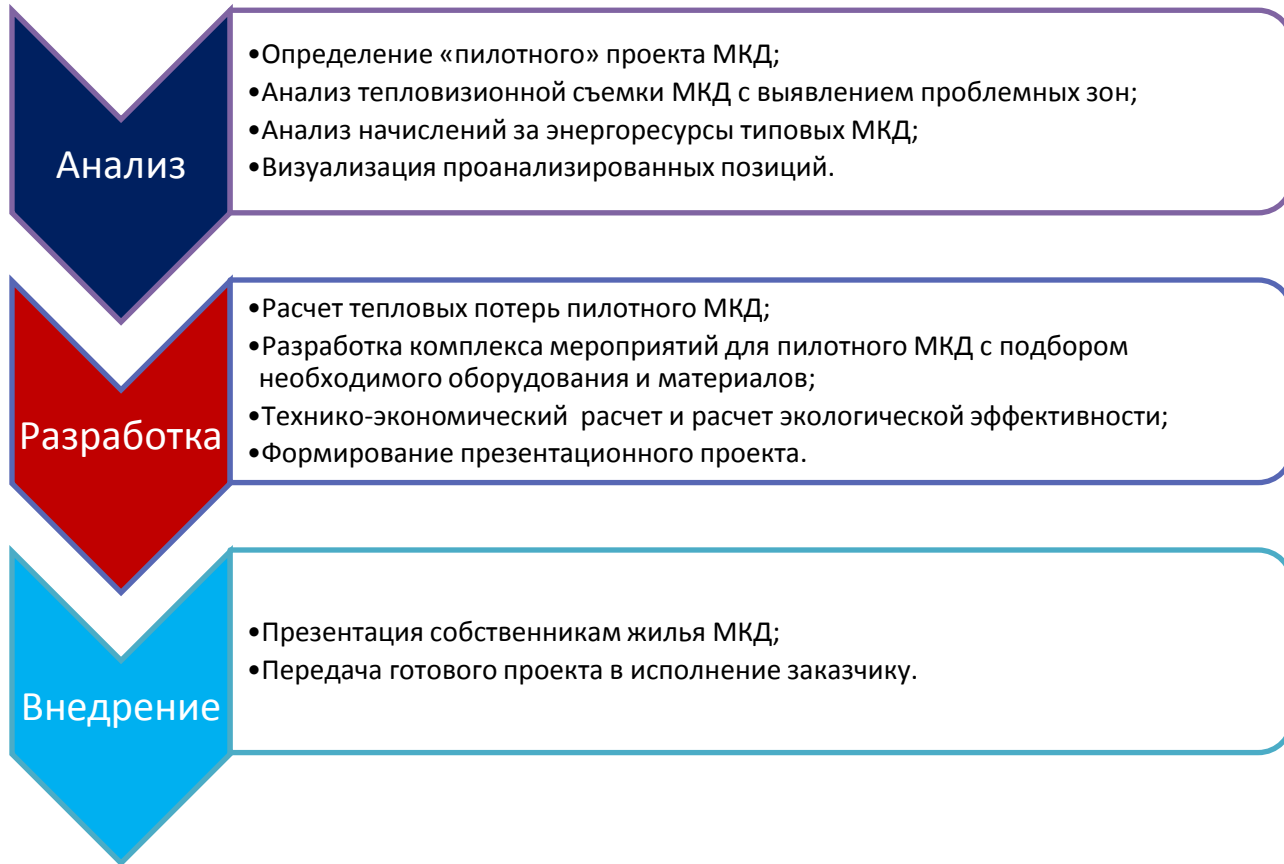 Анализ
•Определение «пилотного» проекта МКД;
•Анализ тепловизионной съемки МКД с выявлением проблемных зон;
•Анализ начислений за энергоресурсы типовых МКД;
•Визуализация проанализированных позиций.
Разработка
•Расчет тепловых потерь пилотного МКД;
•Разработка комплекса мероприятий для пилотного МКД с подбором
необходимого оборудования и материалов;
•Технико-экономический расчет и расчет экологической эффективности;
•Формирование презентационного проекта.
Внедрение
•Презентация собственникам жилья МКД;
•Передача готового проекта в исполнение заказчику.